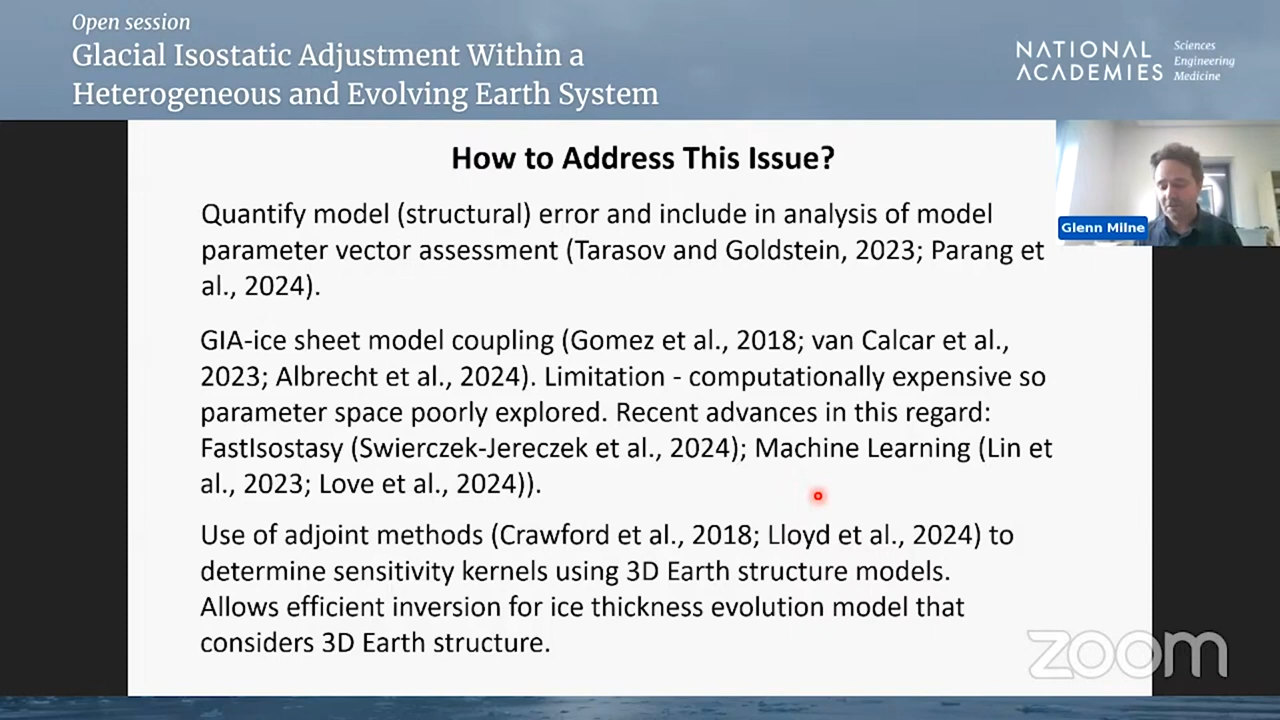 Open session
Glacial Isostatic Adjustment Within a
Heterogeneous and Evolving Earth System
NATIONAL
ACADEMIES
Sciences
Engineering
Medicine
How to Address This Issue?
Glenn Milne
Quantify model (structural) error and include in analysis of model
parameter vector assessment (Tarasov and Goldstein, 2023; Parang et
al., 2024).
GIA-ice sheet model coupling (Gomez et al., 2018; van Calcar et al.,
2023; Albrecht et al., 2024). Limitation - computationally expensive so
parameter space poorly explored. Recent advances in this regard:
FastIsostasy (Swierczek-Jereczek et al., 2024); Machine Learning (Lin et
al., 2023; Love et al., 2024)).
Use of adjoint methods (Crawford et al., 2018; Lloyd et al., 2024) to
determine sensitivity kernels using 3D Earth structure models.
Allows efficient inversion for ice thickness evolution model that
considers 3D Earth structure.
zoom